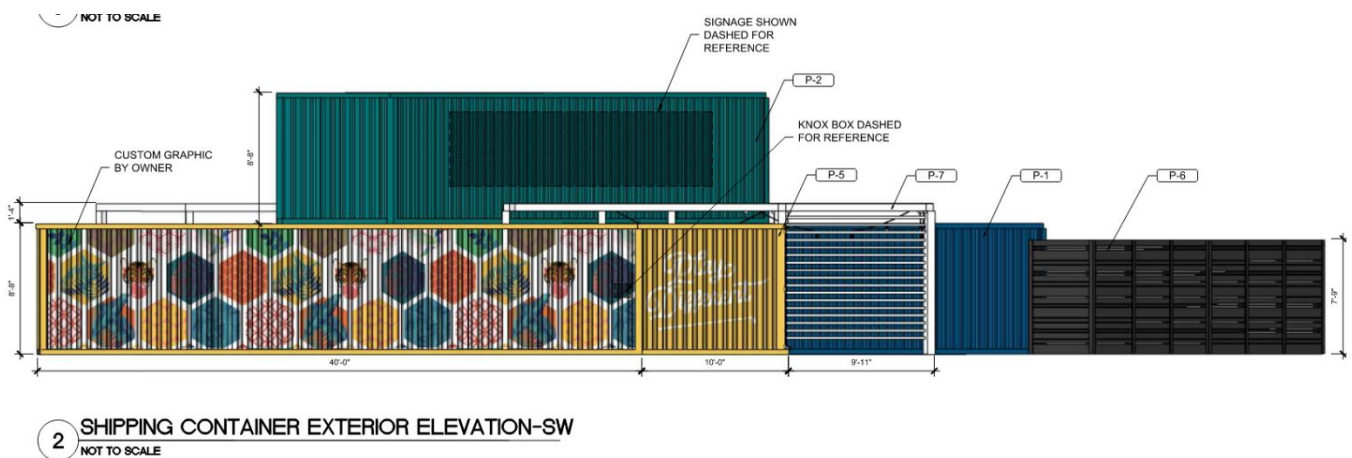 NOT TO SCALE
SIGNAGE SHOWN
DASHED FOR
REFERENCE
P-2
KNOX BOX DASHED
FOR REFERENCE
CUSTOM GRAPHIC
BY OWNER
8'-8"
P-5
P-7
P-1
P-6
1'-4"
8'-8"
7'-9"
40'-0"
10'-0"
9'-11"
2
SHIPPING CONTAINER EXTERIOR ELEVATION-SW
NOT TO SCALE